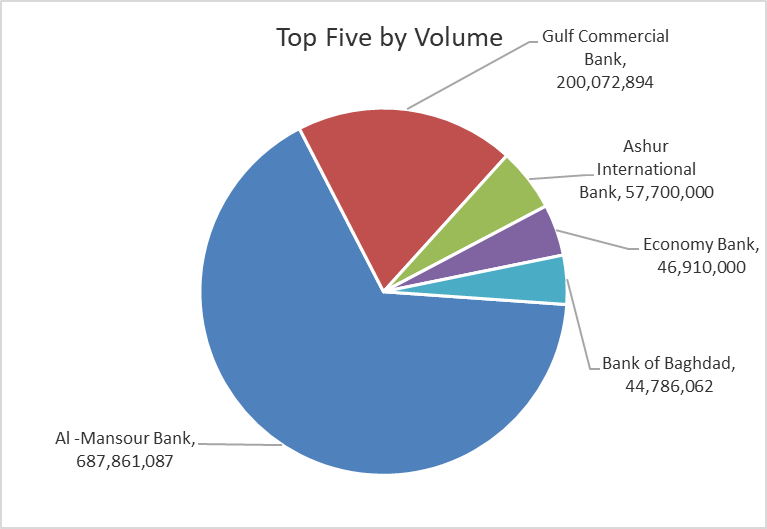 Top Five by Volume
Gulf Commercial
Bank,
200,072,894
Ashur
International
Bank, 57,700,000
Economy Bank,
46,910,000
Bank of Baghdad,
44,786,062
Al -Mansour Bank,
687,861,087